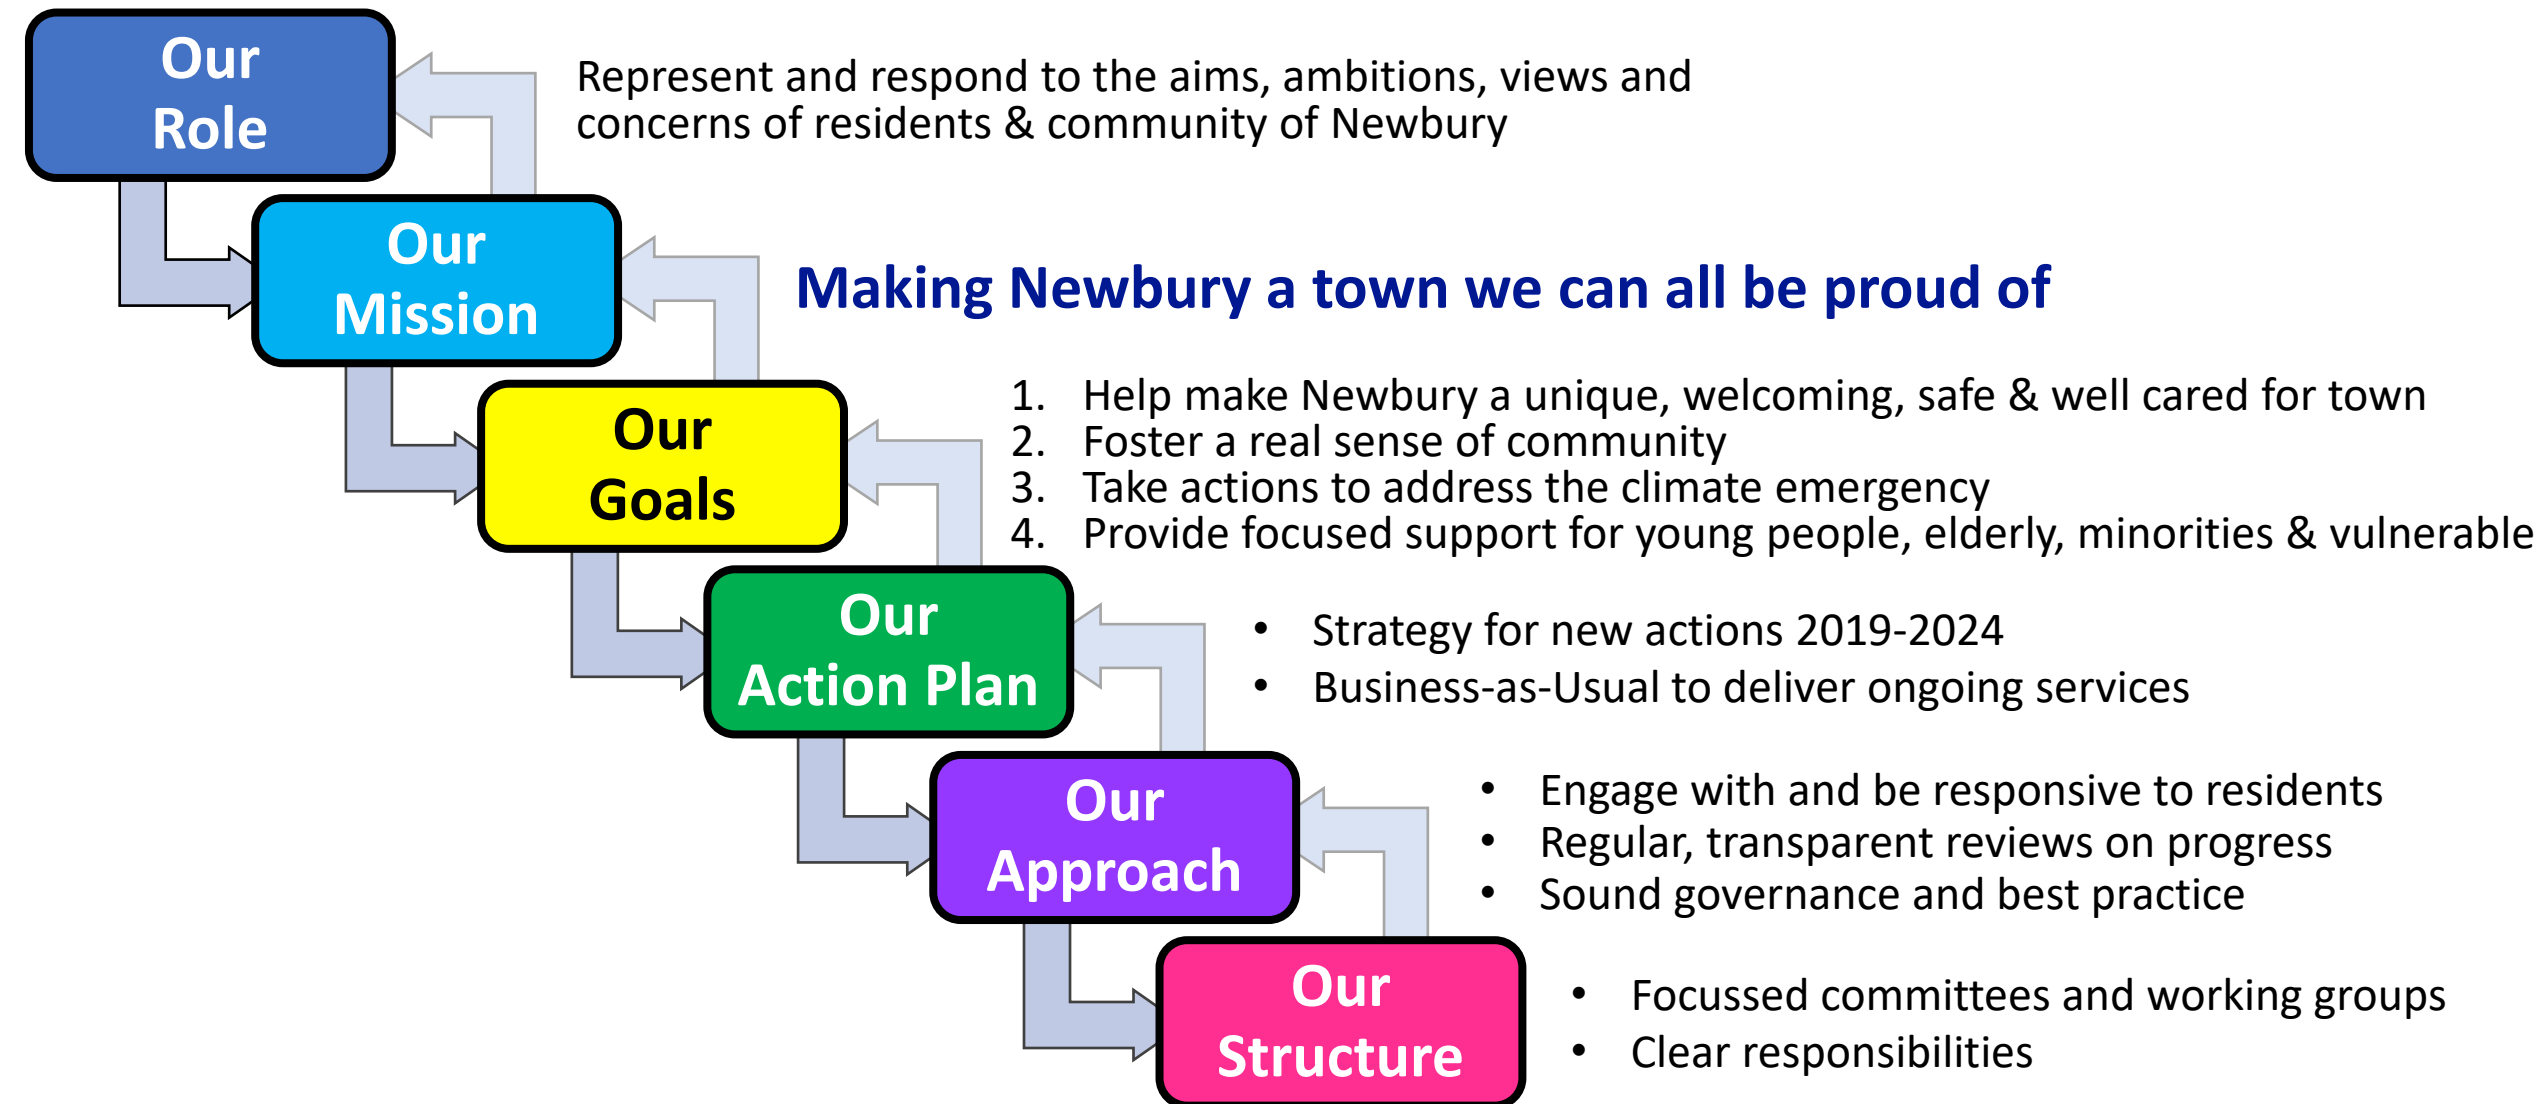 Our
Role
Represent and respond to the aims, ambitions, views and
concerns of residents & community of Newbury
Our
Mission
Making Newbury a town we can all be proud of
Our
Goals
1. Help make Newbury a unique, welcoming, safe & well cared for town
2. Foster a real sense of community
3. Take actions to address the climate emergency
4. Provide focused support for young people, elderly, minorities & vulnerable
Our
Action Plan
• Strategy for new actions 2019-2024
• Business-as-Usual to deliver ongoing services
Our
Approach
• Engage with and be responsive to residents
• Regular, transparent reviews on progress
• Sound governance and best practice
Our
Structure
• Focussed committees and working groups
• Clear responsibilities